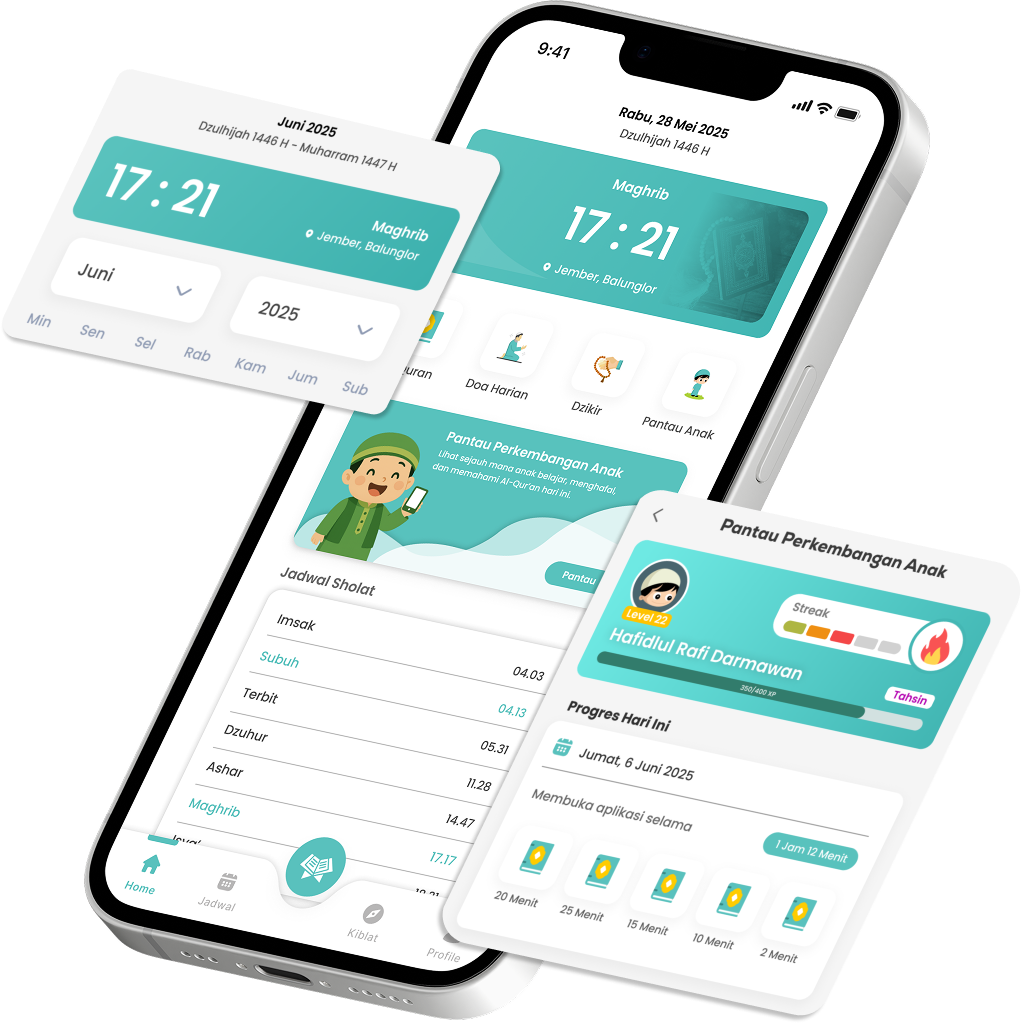 9:41
Rabu, 28 Mei 2025
Dzulhijah 1446 H
Maghrib
17 : 21
Jember, Balunglor
Juni 2025
Dzulhijah 1446 H - Muharram 1447 H
17 : 21
Maghrib
Jember, Balunglor
Juni
2025
Min Sen Sel Rab Kam Jum Sub
uran
Doa Harian
Dzikir
Pantau Anak
Pantau Perkembangan Anak
Lihat sejauh mana anak belajar, menghafal,
dan memahami Al-Qur'an hari ini.
Pantau
Jadwal Sholat
Imsak 04.03
Subuh 04.13
Terbit 05.31
Dzuhur 11.28
Ashar 14.47
Maghrib 17.17
Home
Jadwal
Kiblat
Profile
Pantau Perkembangan Anak
Level 22
Streak
Hafidlul Rafi Darmawan
350/400 XP
Tahsin
Progres Hari Ini
Jumat, 6 Juni 2025
Membuka aplikasi selama
1 Jam 12 Menit
20 Menit
25 Menit
15 Menit
10 Menit
2 Menit